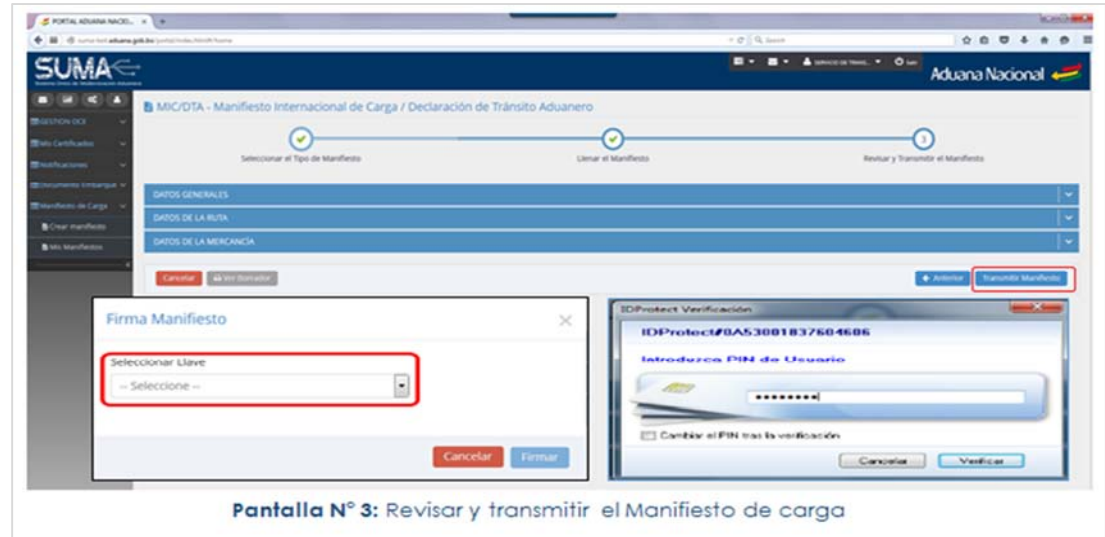 PORTAL ADUANA NACIO...
Search
SUMA
Aduana Nacional
MIC/DTA - Manifiesto Internacional de Carga / Declaración de Tránsito Aduanero
GESTION OCE
Mis Certificados
Notificaciones
Documento Embarque
Manifiesto de Carga
Crear manifiesto
Mis Manifiestos
3
Seleccionar el Tipo de Manifiesto
Llenar el Manifiesto
Revisar y Transmitir el Manifiesto
DATOS GENERALES
DATOS DE LA RUTA
DATOS DE LA MERCANCÍA
Cancelar
Ver Borrador
Anterior
Transmitir Manifiesto
Firma Manifiesto
Seleccionar Llave
-- Seleccione --
Cancelar
Firmar
IDProtect Verificación
IDProtect#0A53001837604606
Introduzca PIN de Usuario
Cambiar el PIN tras la verificación
Cancelar
Verificar
Pantalla N° 3: Revisar y transmitir el Manifiesto de carga